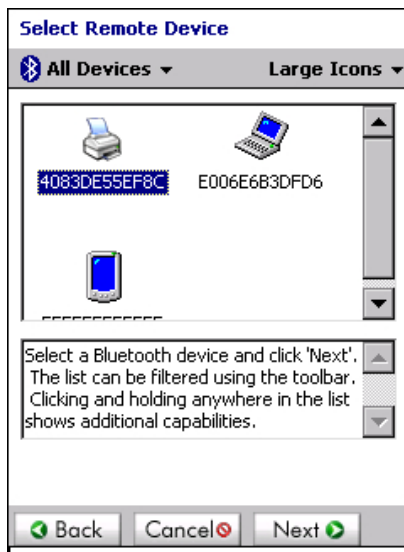 Select Remote Device
All Devices Large Icons
4083DE55EF8C E006E6B3DFD6
Select a Bluetooth device and click 'Next'.
The list can be filtered using the toolbar.
Clicking and holding anywhere in the list
shows additional capabilities.
Back Cancel Next